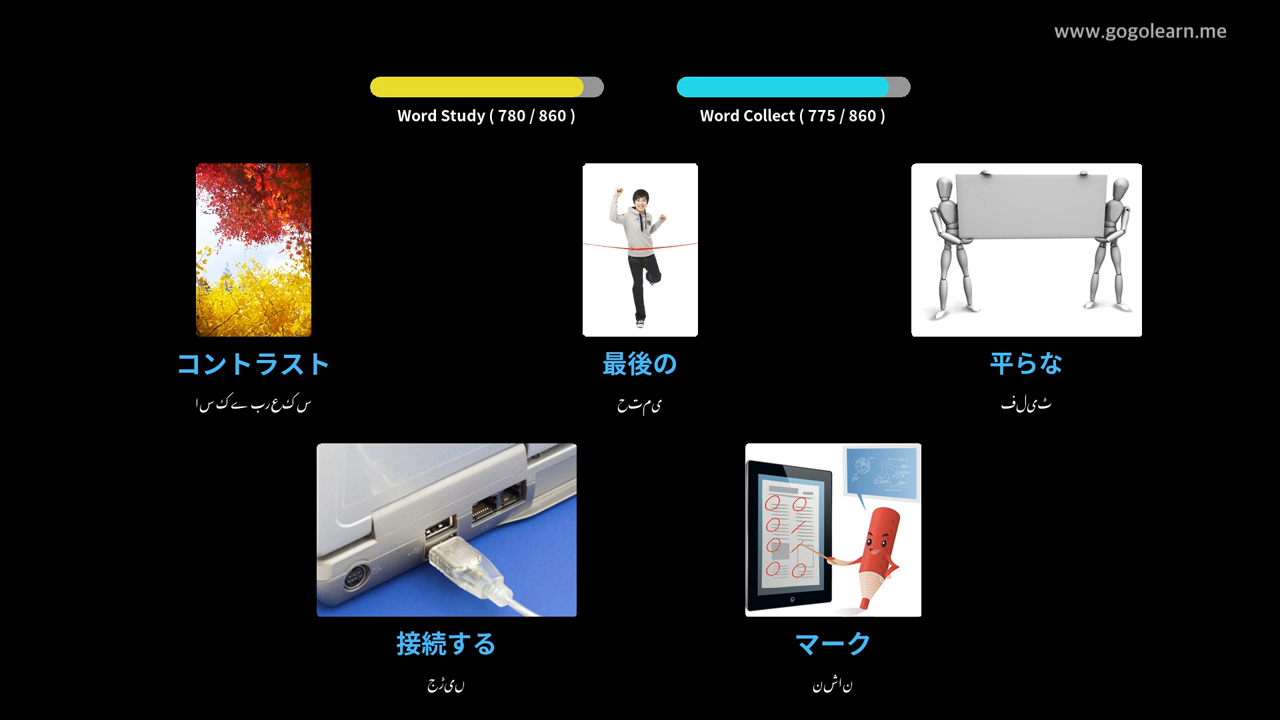 www.gogolearn.me
Word Study ( 780 / 860 )
Word Collect ( 775 / 860 )
コントラスト
最後の
平らな
اس کے برعکس
حتمی
فلیٹ
接続する
マーク
جڑیں
نشان